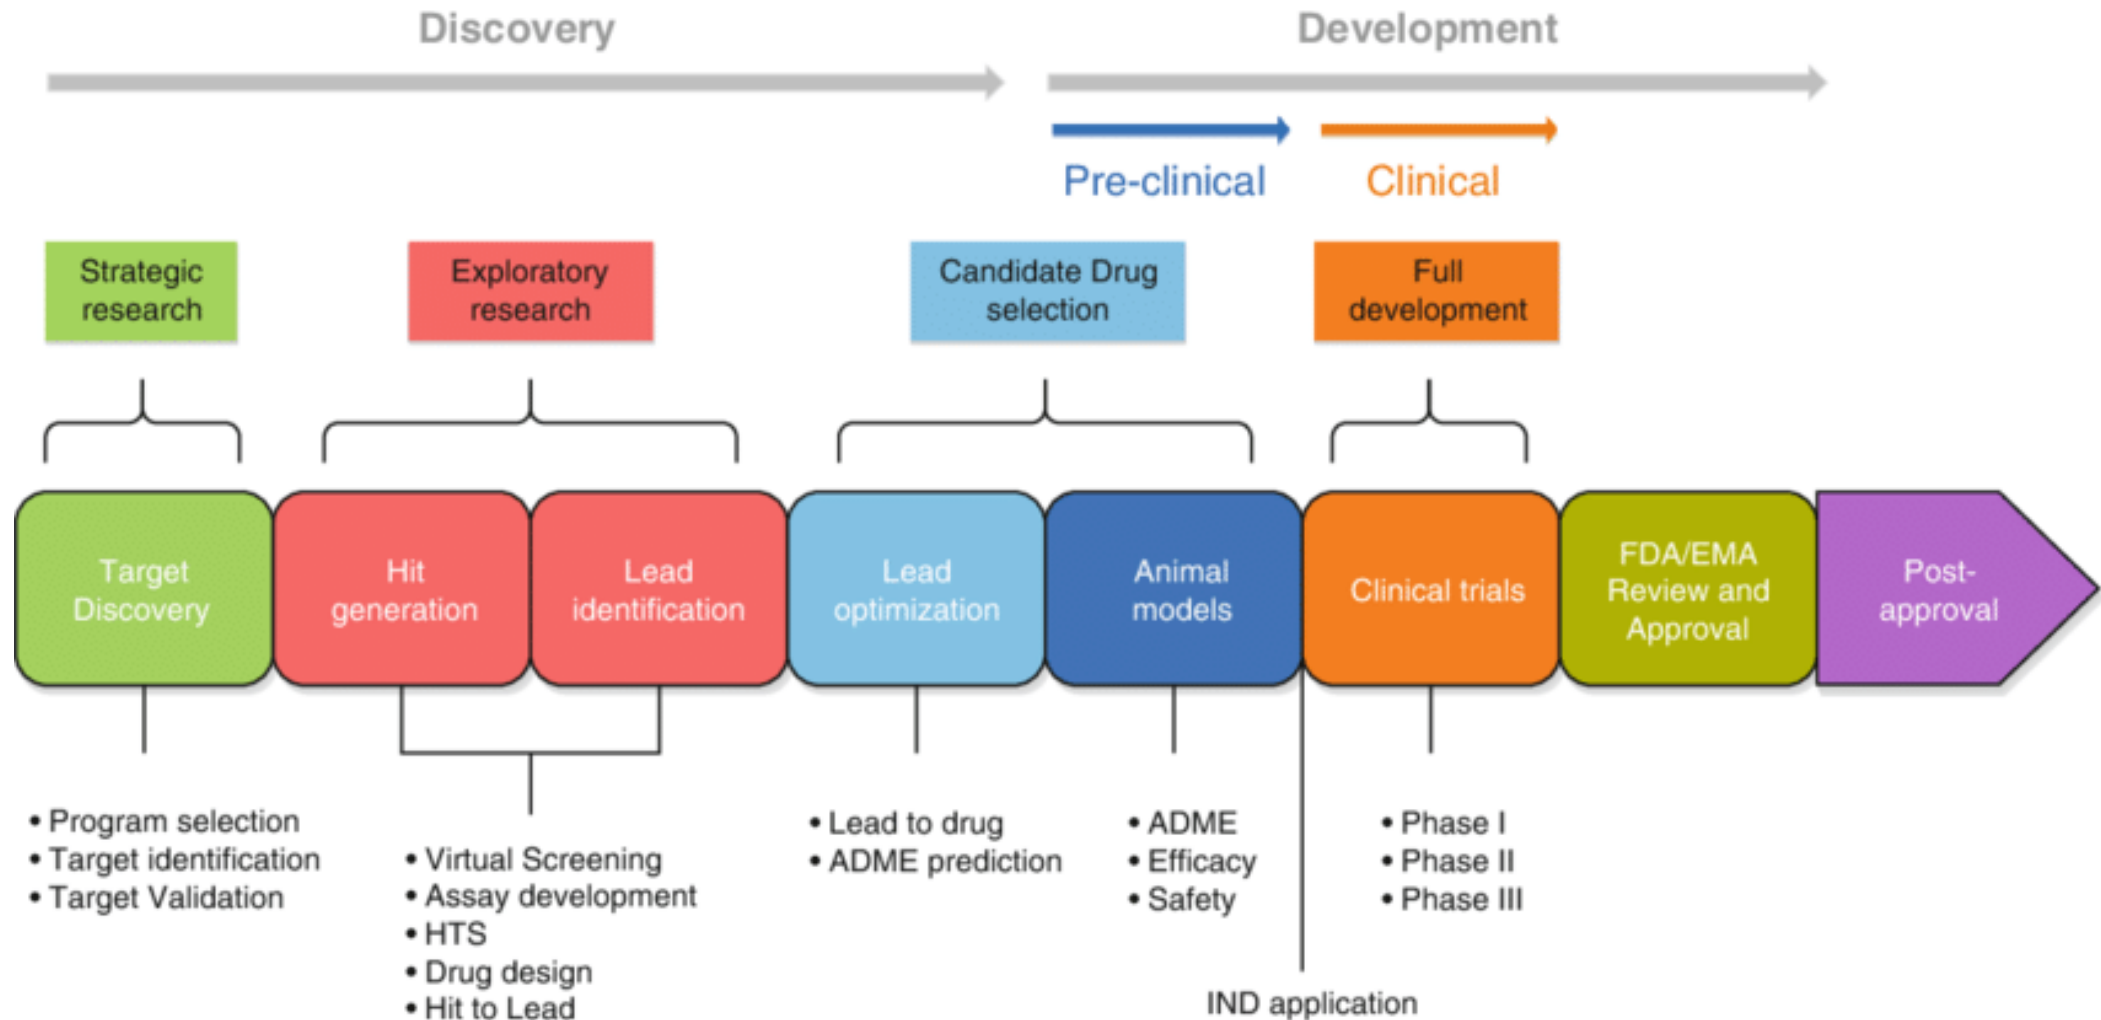 Discovery
Development
Pre-clinical
Clinical
Strategic
research
Exploratory
research
Candidate Drug
selection
Full
development
Target
Discovery
Hit
generation
Lead
identification
Lead
optimization
Animal
models
Clinical trials
FDA/EMA
Review and
Approval
Post-
approval
• Program selection
• Target identification
• Target Validation
• Virtual Screening
• Assay development
• HTS
• Drug design
• Hit to Lead
• Lead to drug
• ADME prediction
• ADME
• Efficacy
• Safety
• Phase I
• Phase II
• Phase III
IND application